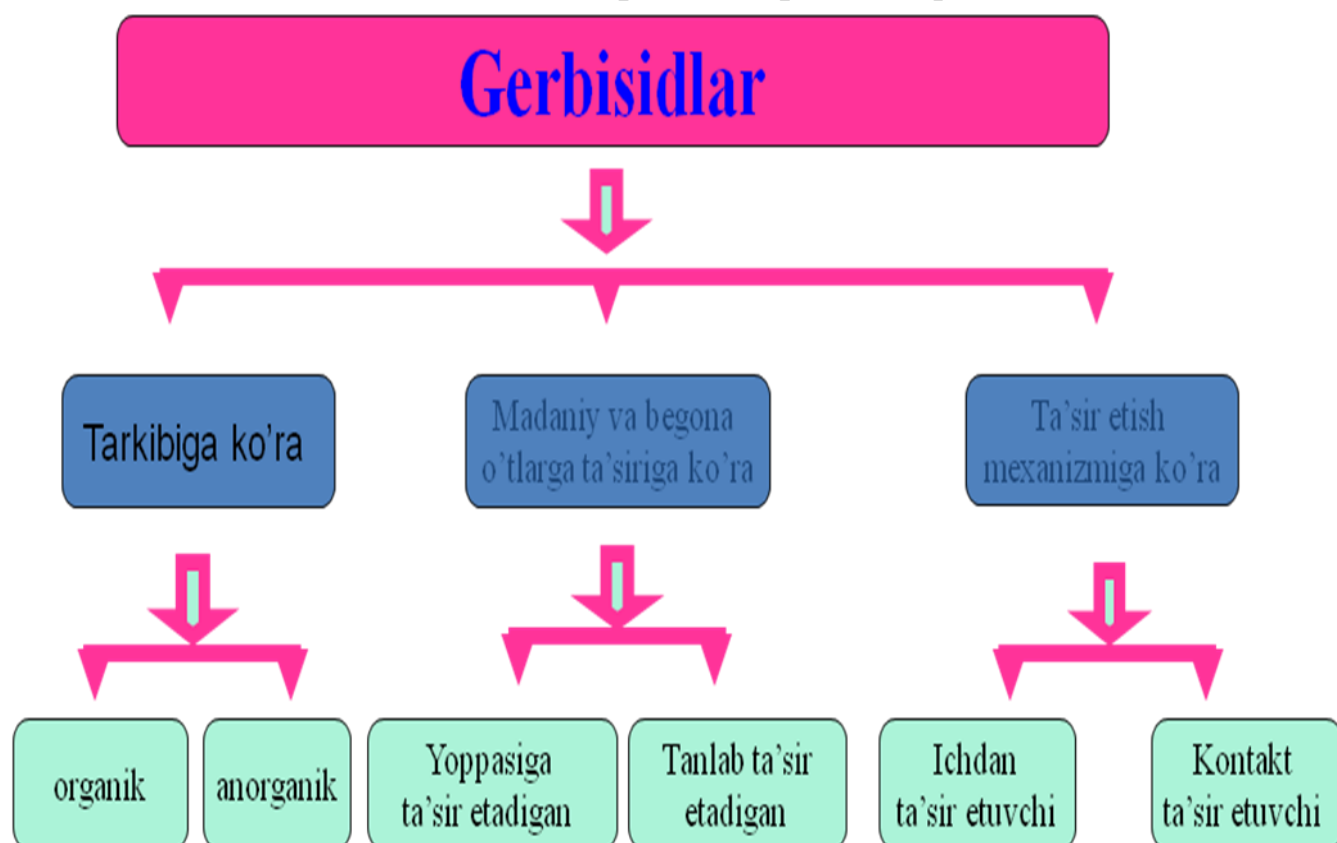 Gerbisidlar
Tarkibiga ko’ra
Madaniy va begona
o’tlarga ta’siriga ko’ra
Ta’sir etish
mexanizmiga ko’ra
organik
anorganik
Yoppasiga
ta’sir etadigan
Tanlab ta’sir
etadigan
Ichdan
ta’sir etuvchi
Kontakt
ta’sir etuvchi